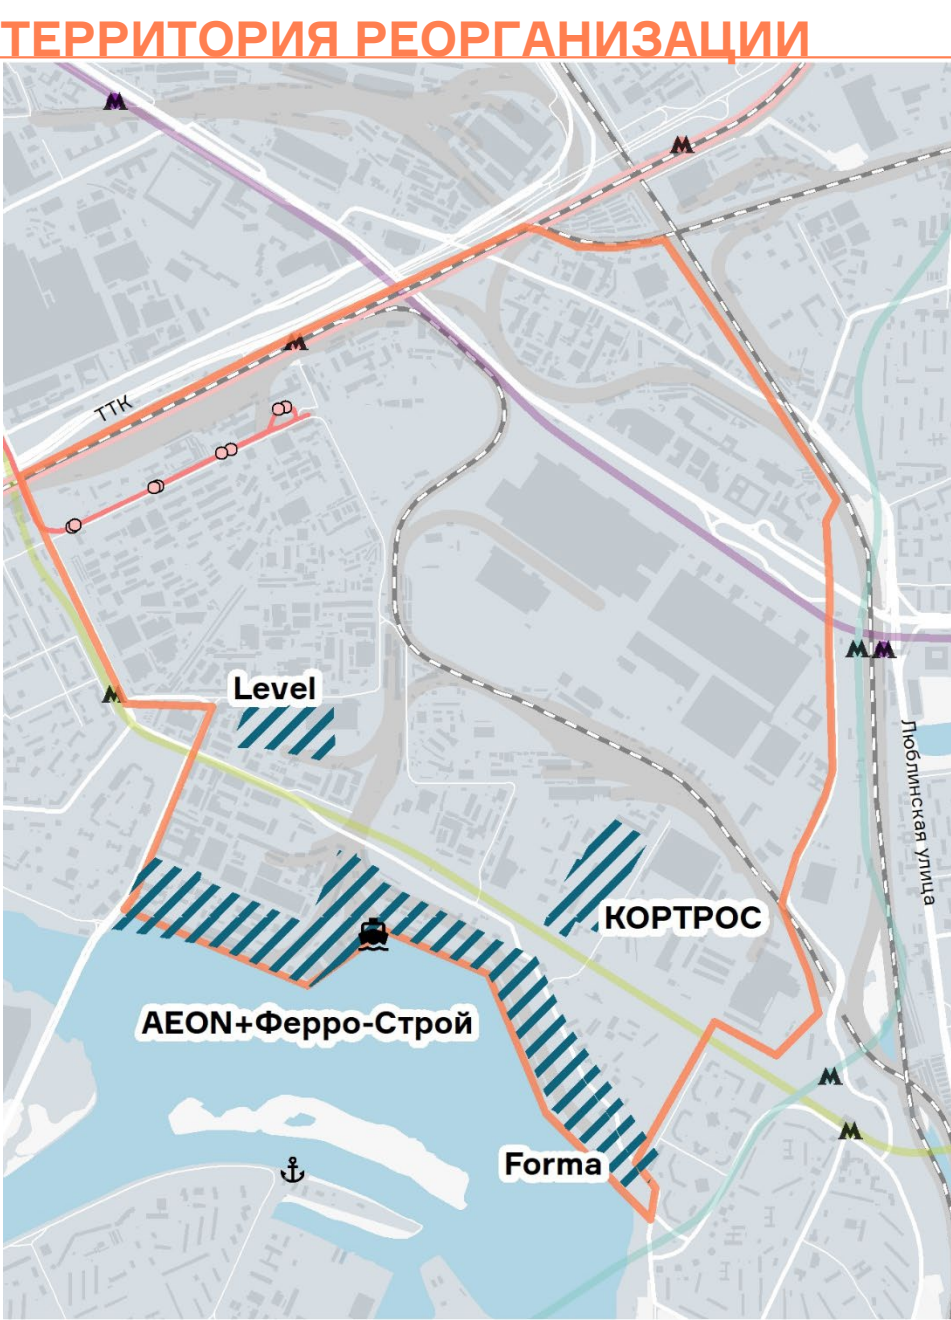 ТЕРРИТОРИЯ РЕОРГАНИЗАЦИИ
ТТК
Level
Люблинская улица
КОРТРОС
AEON+Ферро-Строй
Forma